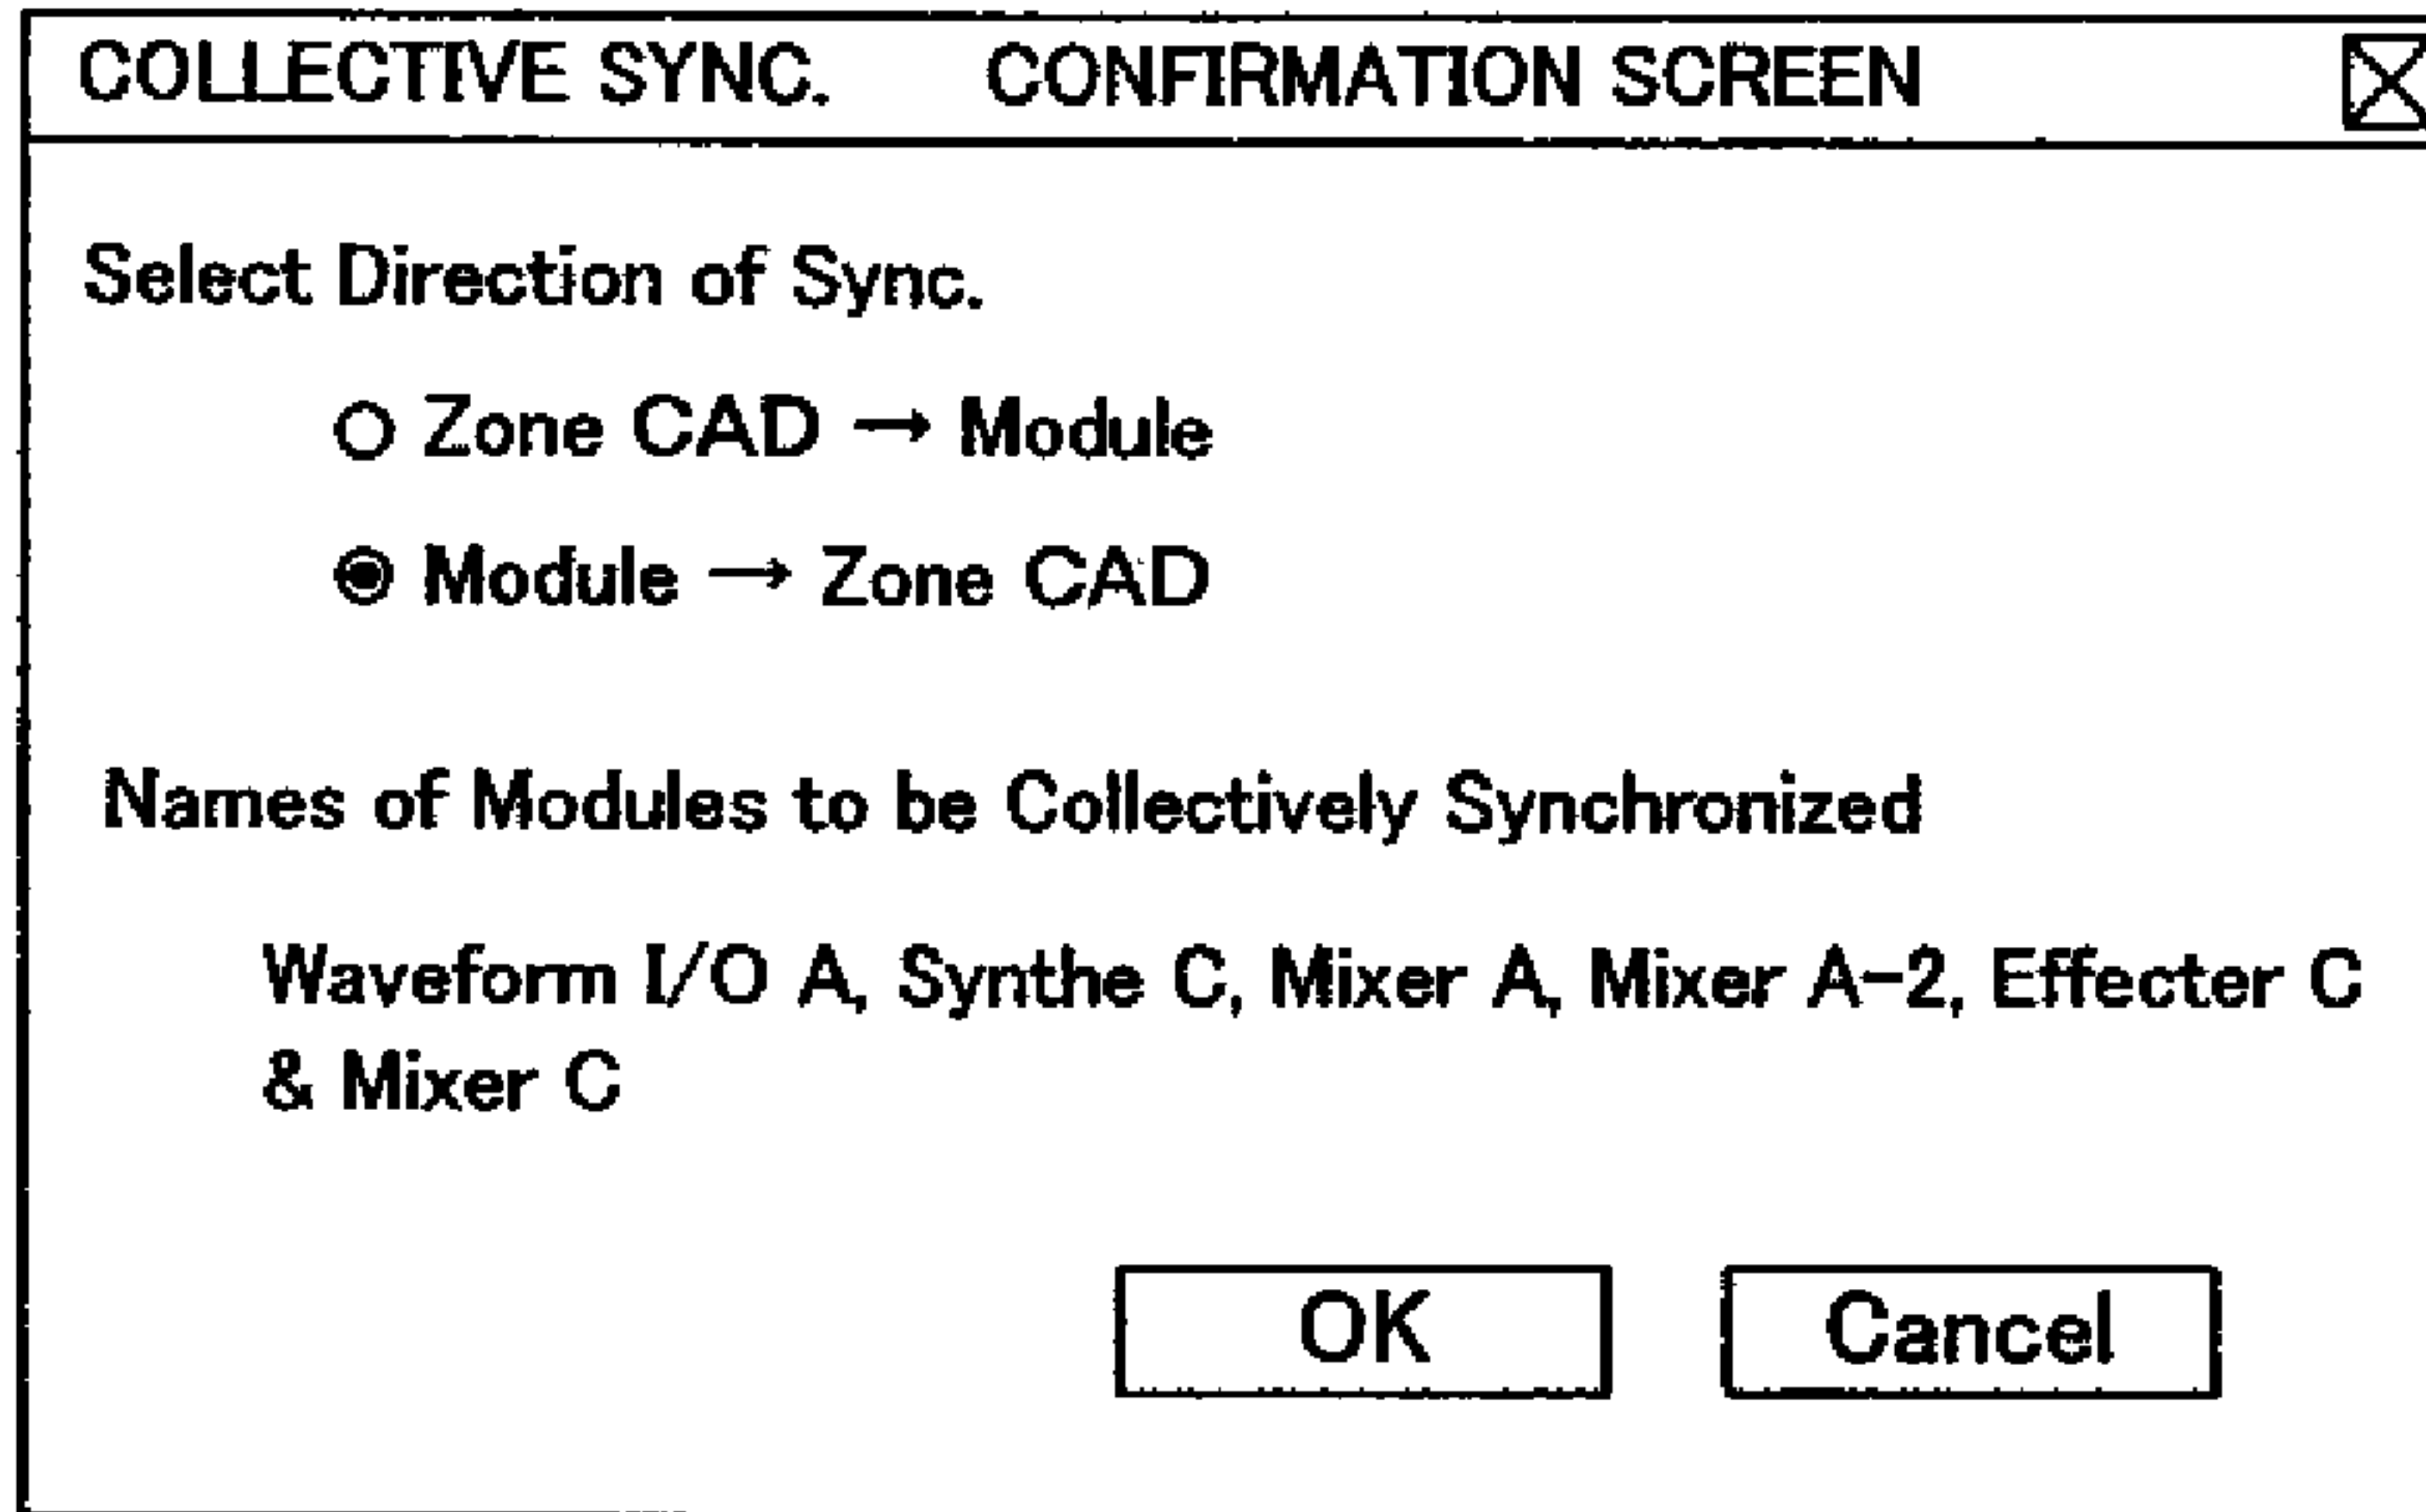 COLLECTIVE SYNC. CONFIRMATION SCREEN
Select Direction of Sync.
Zone CAD → Module
Module → Zone CAD
Names of Modules to be Collectively Synchronized
Waveform I/O A, Synthe C, Mixer A, Mixer A-2, Effecter C
& Mixer C
OK Cancel